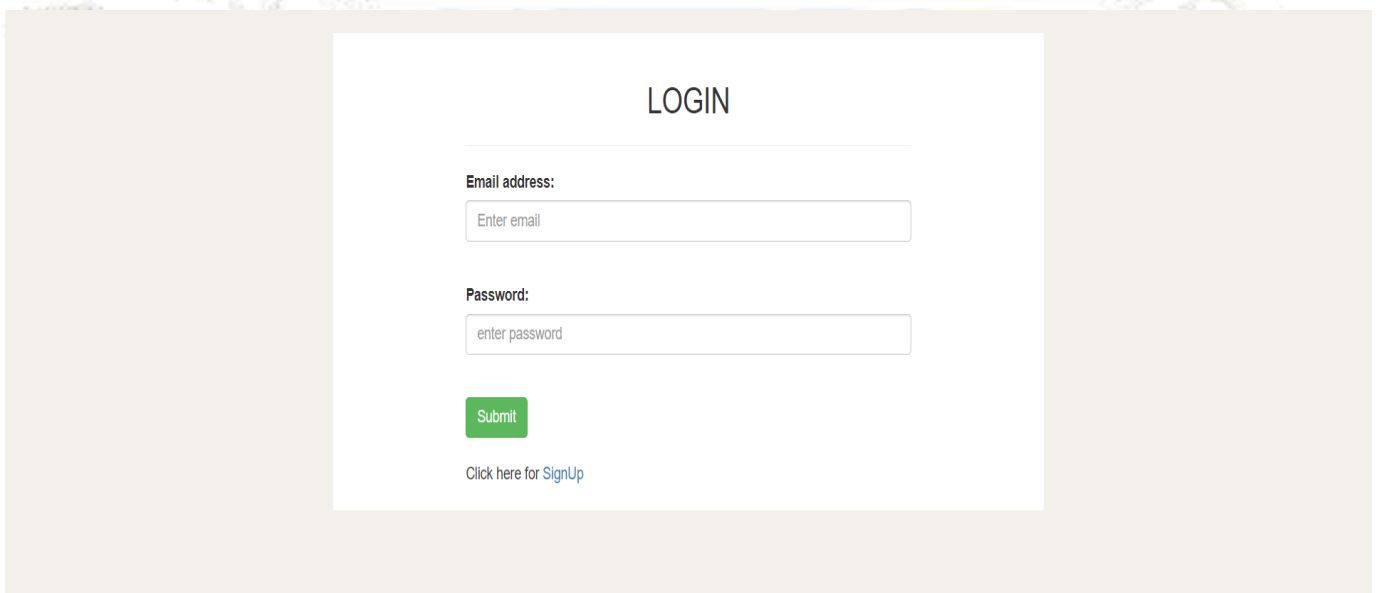 LOGIN
Email address:
Enter email
Password:
enter password
Submit
Click here for SignUp